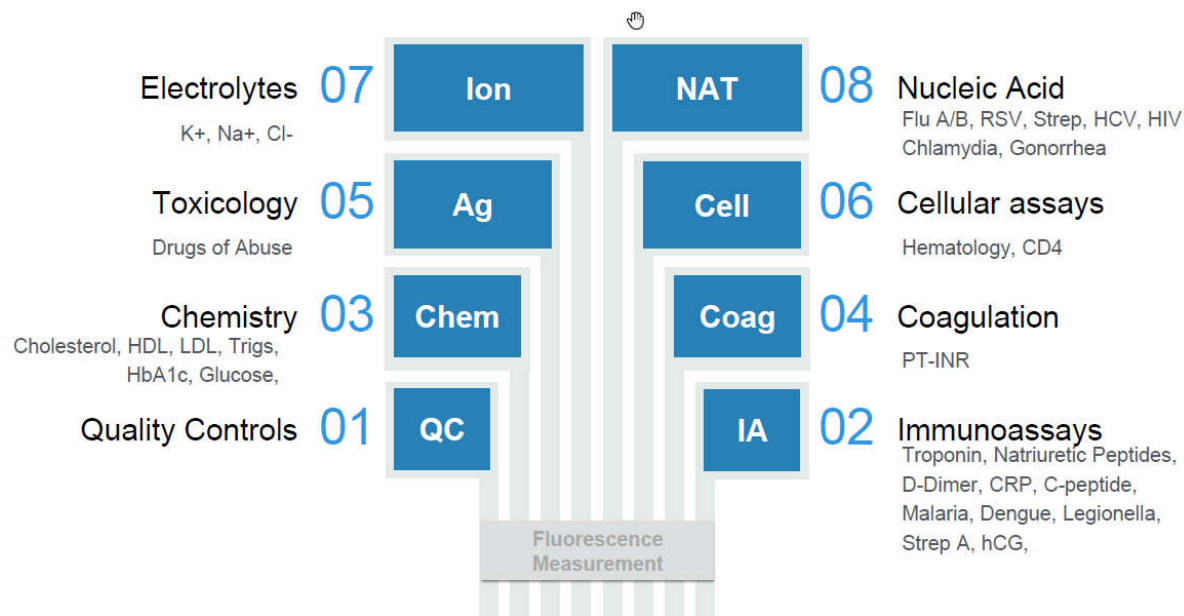 Electrolytes 07 Ion NAT 08 Nucleic Acid
K+, Na+, Cl-
Flu A/B, RSV, Strep, HCV, HIV
Chlamydia, Gonorrhea
Toxicology 05 Ag Cell 06 Cellular assays
Drugs of Abuse
Hematology, CD4
Chemistry 03 Chem Coag 04 Coagulation
Cholesterol, HDL, LDL, Trigs,
HbA1c, Glucose,
PT-INR
Quality Controls 01 QC IA 02 Immunoassays
Troponin, Natriuretic Peptides,
D-Dimer, CRP, C-peptide,
Malaria, Dengue, Legionella,
Strep A, hCG,
Fluorescence
Measurement